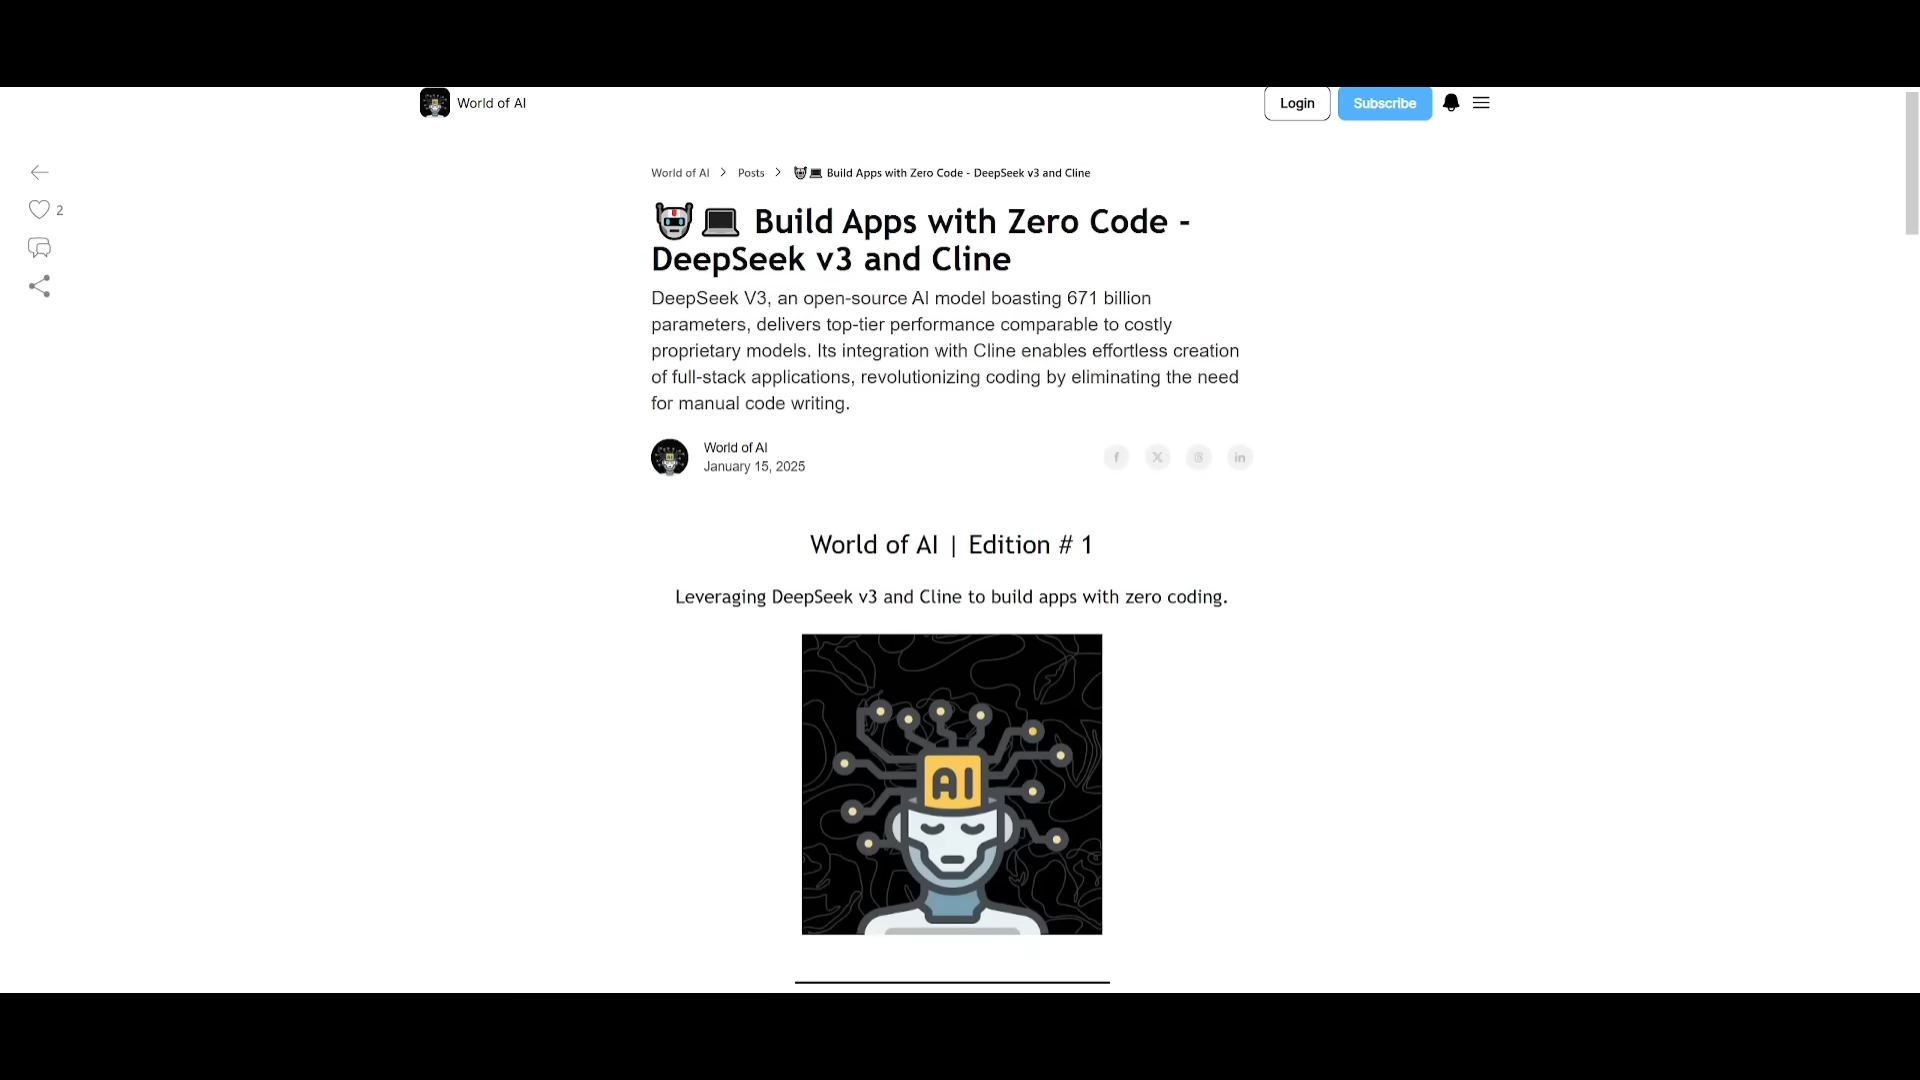 World of AI
Login
Subscribe
World of AI > Posts > Build Apps with Zero Code - DeepSeek v3 and Cline
2
Build Apps with Zero Code -
DeepSeek v3 and Cline
DeepSeek V3, an open-source AI model boasting 671 billion
parameters, delivers top-tier performance comparable to costly
proprietary models. Its integration with Cline enables effortless creation
of full-stack applications, revolutionizing coding by eliminating the need
for manual code writing.
World of AI
January 15, 2025
World of AI | Edition # 1
Leveraging DeepSeek v3 and Cline to build apps with zero coding.
AI